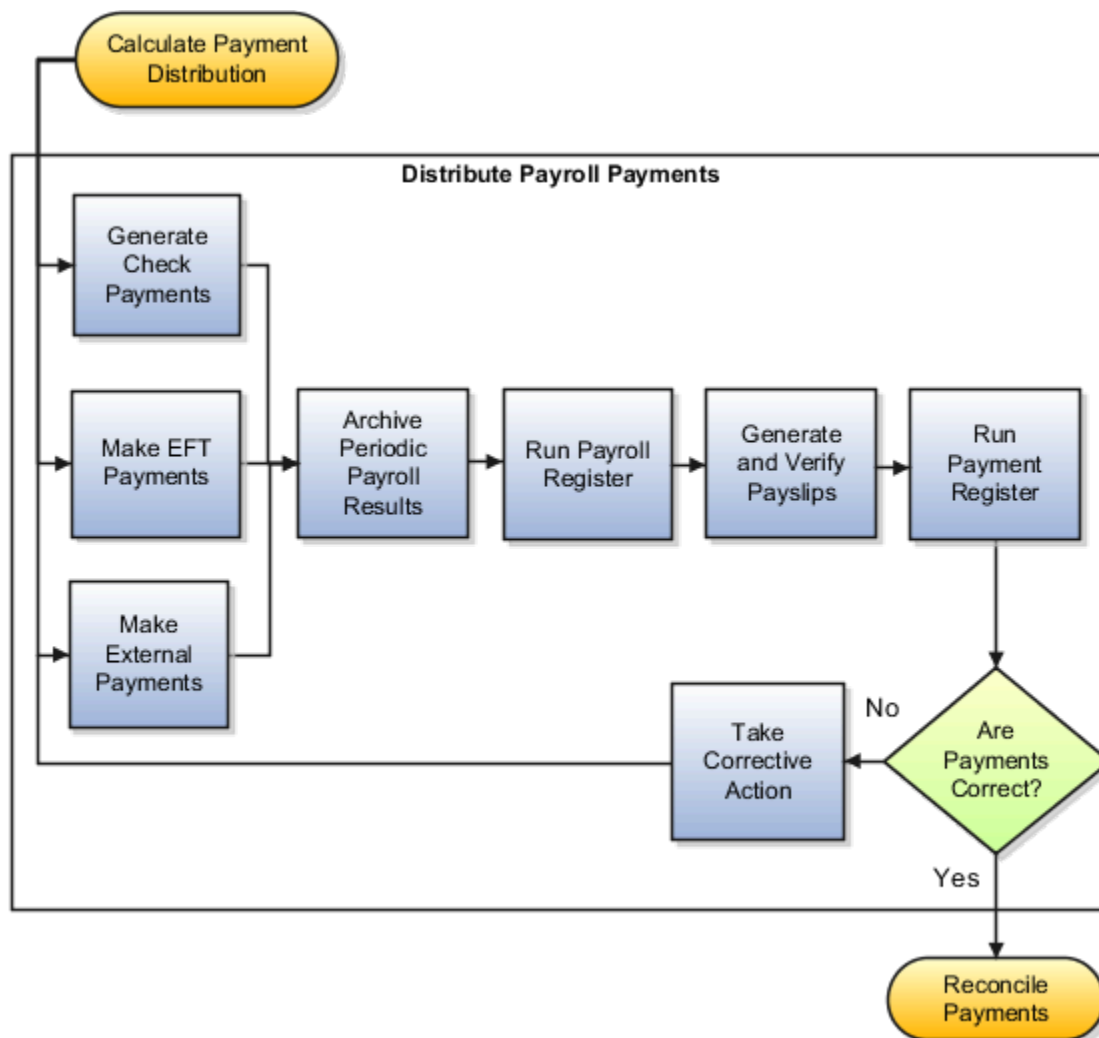 Calculate Payment
Distribution
Distribute Payroll Payments
Generate
Check
Payments
Make EFT
Payments
Make
External
Payments
Archive
Periodic
Payroll
Results
Run Payroll
Register
Generate
and Verify
Payslips
Run
Payment
Register
Are
Payments
Correct?
No
Take
Corrective
Action
Yes
Reconcile
Payments